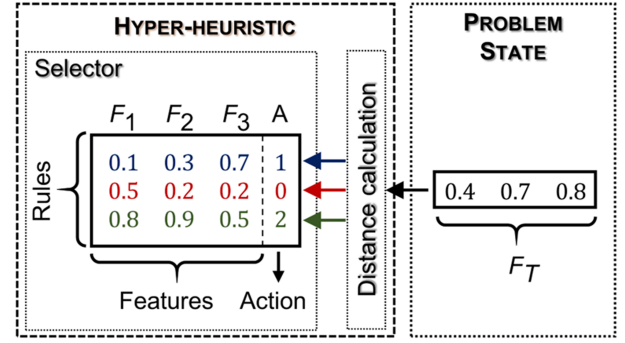 HYPER-HEURISTIC
PROBLEM
STATE
Selector
F1 F2 F3 A
Rules
0.1 0.3 0.7 1
0.5 0.2 0.2 0
0.8 0.9 0.5 2
Features Action
Distance calculation
0.4 0.7 0.8
FT